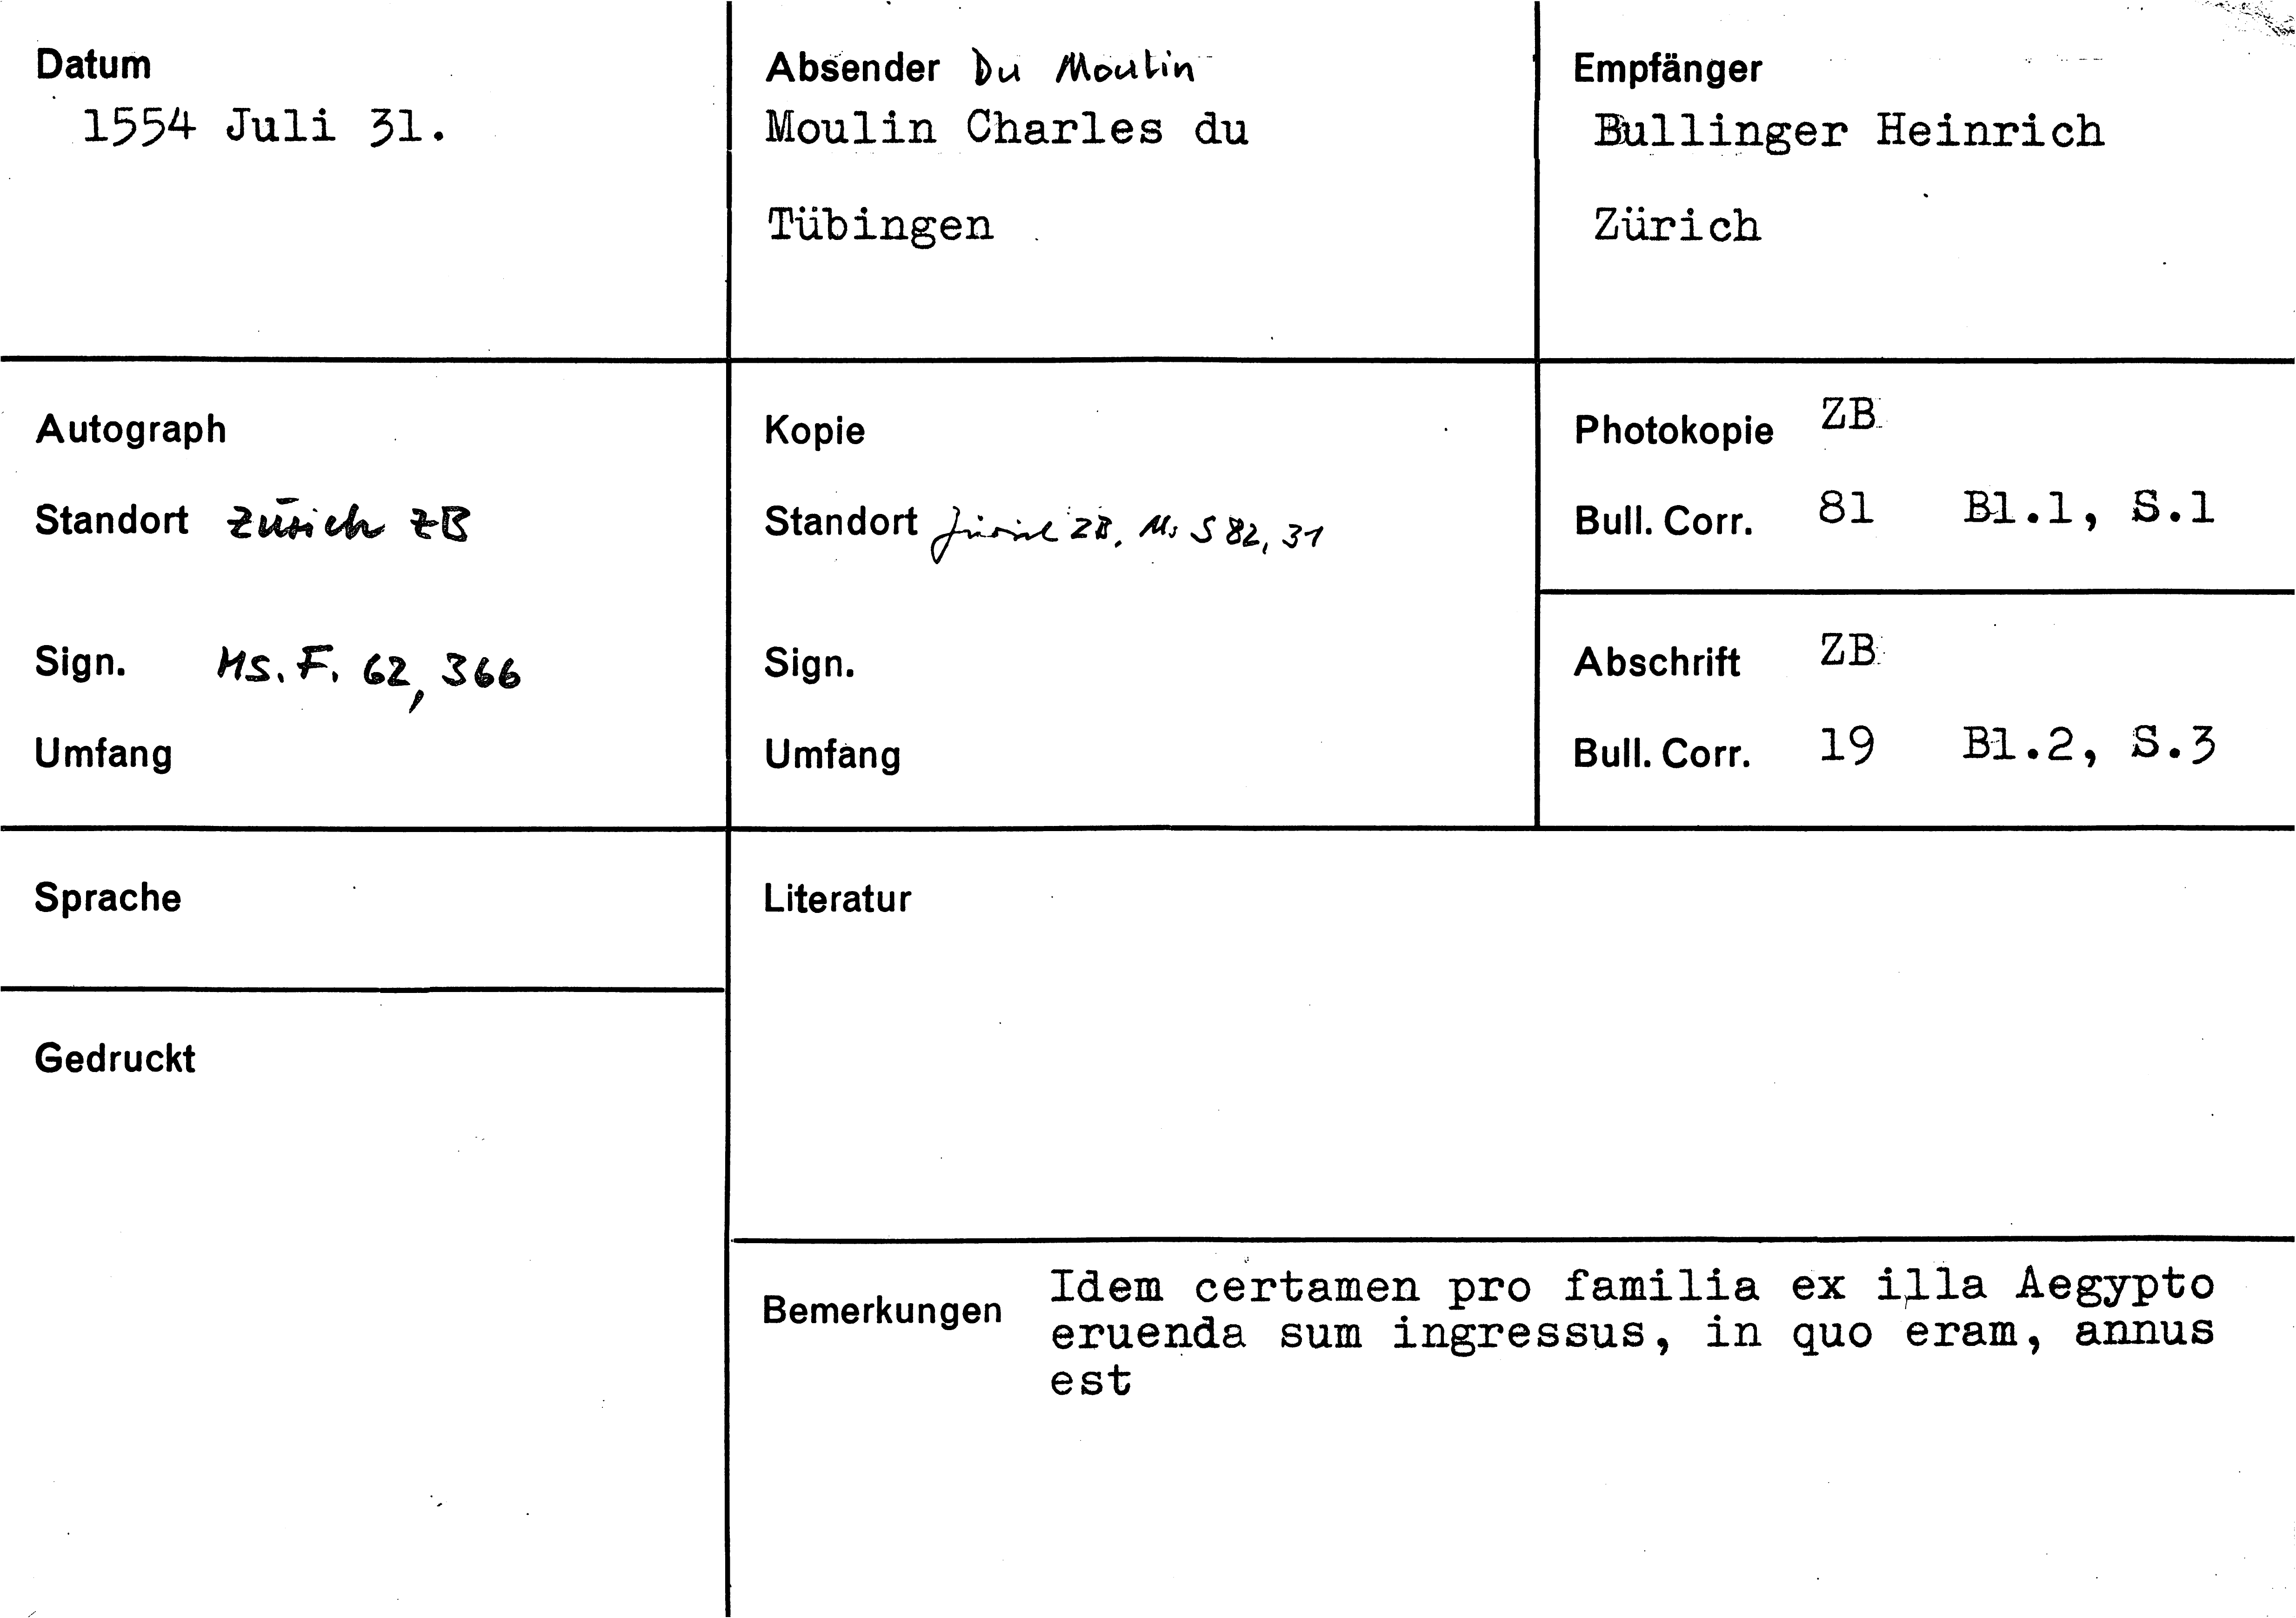 Datum
1554 Juli 31.
Absender Du Moulin
Moulin Charles du
Tübingen
Empfänger
Bullinger Heinrich
Zürich
Autograph
Standort Zürich ZB
Sign. Ms. F. 62, 366
Umfang
Kopie
Standort Zürich ZB, Ms S 82, 31
Sign.
Umfang
Photokopie ZB
Bull. Corr. 81 Bl.1, S.1
Abschrift ZB
Bull. Corr. 19 Bl.2, S.3
Sprache
Gedruckt
Literatur
Bemerkungen Idem certamen pro familia ex illa Aegypto
eruenda sum ingressus, in quo eram, annus
est